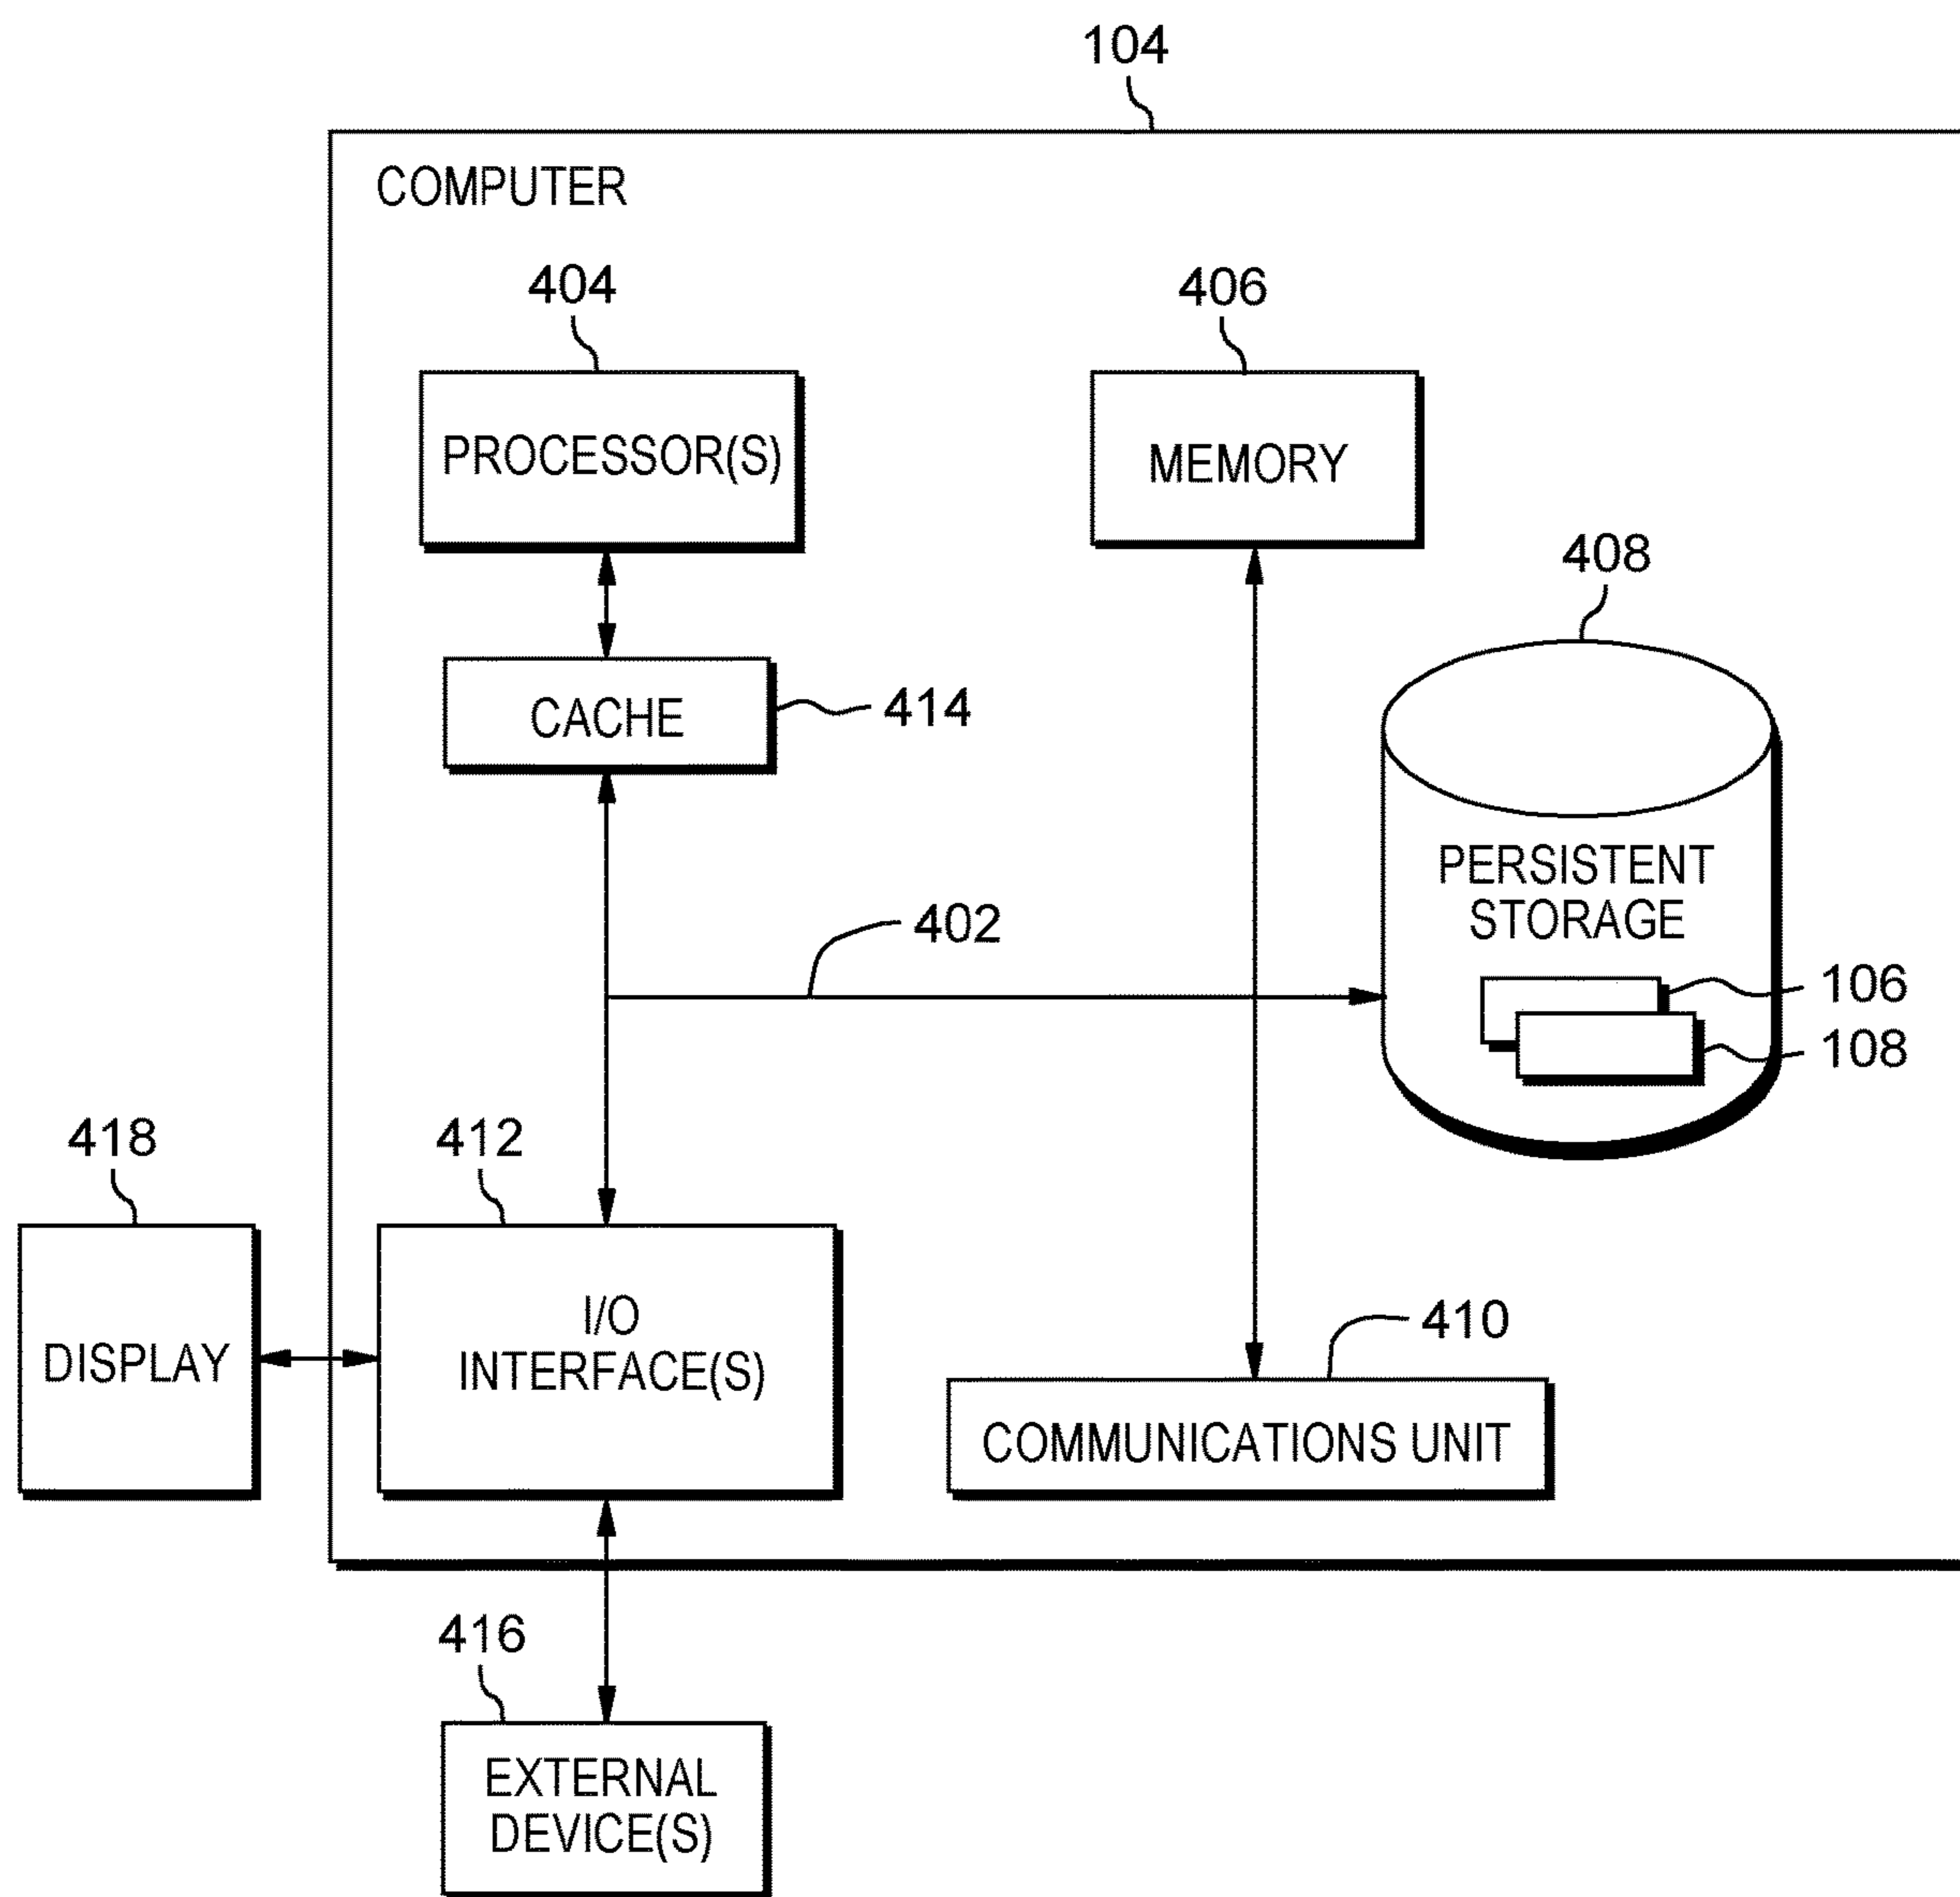 104
COMPUTER
404
406
PROCESSOR(S)
MEMORY
408
CACHE
414
PERSISTENT
STORAGE
402
106
108
418
412
I/O
INTERFACE(S)
DISPLAY
410
COMMUNICATIONS UNIT
416
EXTERNAL
DEVICE(S)